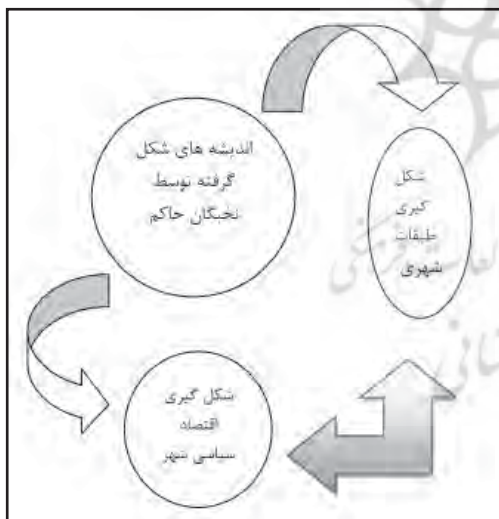 اندیشه های شکل
گرفته توسط
نخبگان حاکم
شکل
گیری
طبقات
شهری
شکل گیری
اقتصاد
سیاسی شهر